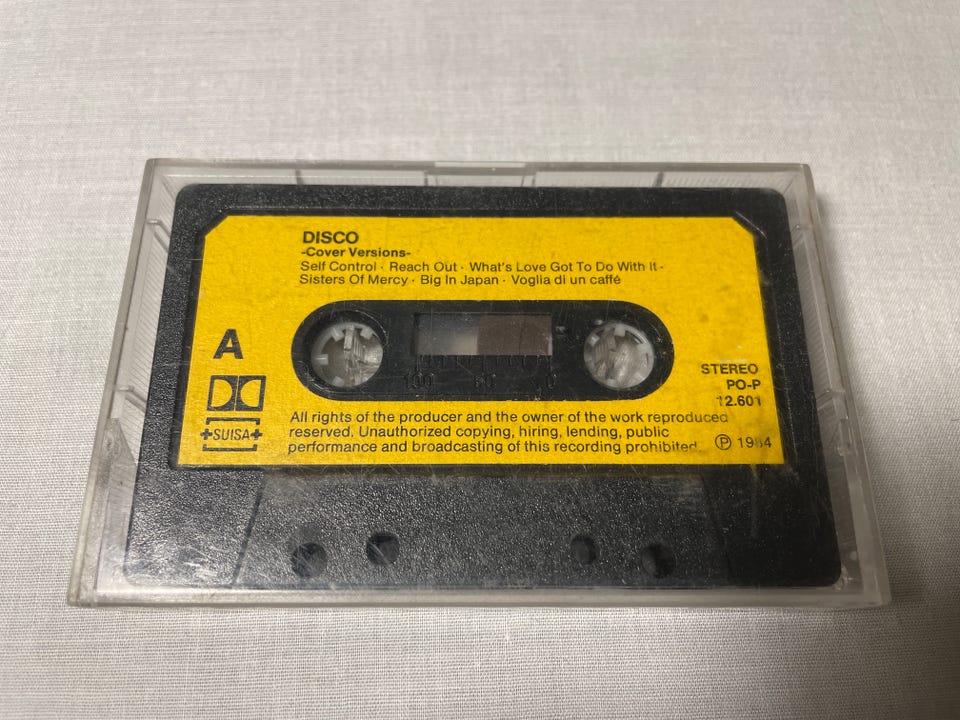 DISCO
-Cover Versions-
Self Control · Reach Out · What's Love Got To Do With It ·
Sisters Of Mercy · Big In Japan · Voglia di un caffé
A
100 50 0
STEREO
PO-P
12.601
+SUISA+
All rights of the producer and the owner of the work reproduced
reserved. Unauthorized copying, hiring, lending, public
performance and broadcasting of this recording prohibited.
Ⓟ 1984